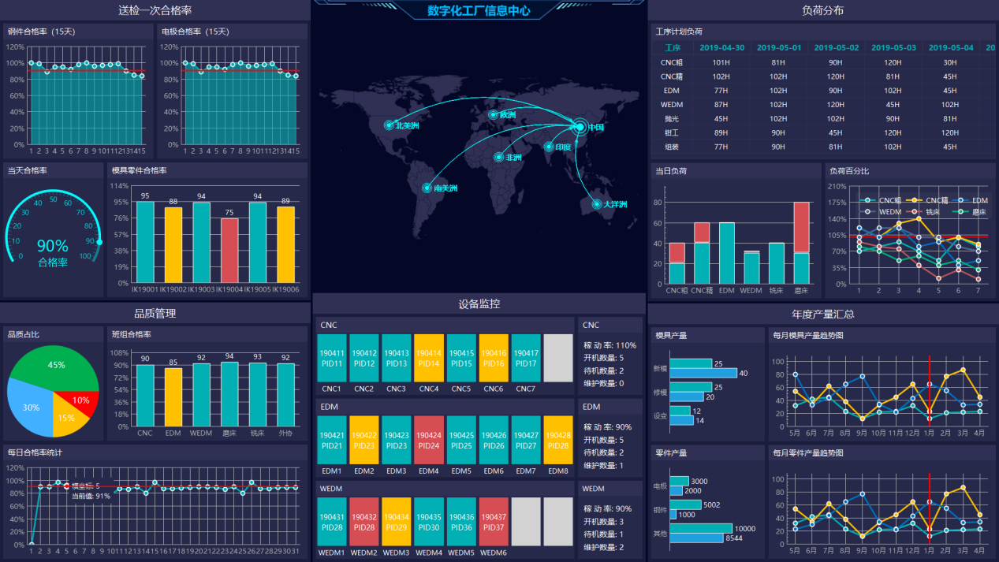 送检一次合格率
钢件合格率（15天）
120%
100%
80%
60%
40%
20%
0%
1 2 3 4 5 6 7 8 9 10 11 12 13 14 15
电极合格率（15天）
120%
100%
80%
60%
40%
20%
0%
1 2 3 4 5 6 7 8 9 10 11 12 13 14 15
当天合格率
0 10 20 30 40 50 60 70 80 90 100
90%
合格率
模具零件合格率
114%
95%
76%
57%
38%
19%
0%
95 88 94 75 94 89
IK19001 IK19002 IK19003 IK19004 IK19005 IK19006
品质管理
品质占比
45%
10%
15%
30%
班组合格率
108%
90%
72%
54%
36%
18%
0%
90 85 92 94 93 92
CNC EDM WEDM 磨床 铣床 外协
每日合格率统计
120%
100%
80%
60%
40%
20%
0%
横坐标: 5
当前值: 91%
1 2 3 4 5 6 7 8 9 10 11 12 13 14 15 16 17 18 19 20 21 22 23 24 25 26 27 28 29 30 31
数字化工厂信息中心
北美洲
欧洲
中国
印度
非洲
南美洲
大洋洲
设备监控
CNC
190411 190412 190413 190414 190415 190416 190417
PID11 PID12 PID13 PID14 PID15 PID16 PID17
CNC1 CNC2 CNC3 CNC4 CNC5 CNC6 CNC7
CNC
稼 动 率: 110%
开机数量: 5
待机数量: 2
维护数量: 0
EDM
190421 190422 190423 190424 190425 190426 190427 190428
PID21 PID23 PID23 PID24 PID25 PID26 PID27 PID28
EDM1 EDM2 EDM3 EDM4 EDM5 EDM6 EDM7 EDM8
EDM
稼 动 率: 90%
开机数量: 5
待机数量: 2
维护数量: 1
WEDM
190431 190432 190434 190435 190436 190437
PID28 PID28 PID29 PID30 PID36 PID37
WEDM1 WEDM2 WEDM3 WEDM4 WEDM5 WEDM6
WEDM
稼 动 率: 90%
开机数量: 3
待机数量: 1
维护数量: 2
负荷分布
工序计划负荷
工序 2019-04-30 2019-05-01 2019-05-02 2019-05-03 2019-05-04 20
CNC粗 101H 81H 90H 120H 30H
CNC精 102H 102H 120H 81H 45H
EDM 77H 102H 90H 102H 45H
WEDM 87H 102H 120H 45H 102H
抛光 45H 102H 102H 90H 81H
钳工 89H 90H 45H 120H 120H
组装 77H 90H 81H 102H 45H
当日负荷
80
60
40
20
0
CNC粗 CNC精 EDM WEDM 铣床 磨床
负荷百分比
CNC粗 CNC精 EDM
WEDM 铣床 磨床
210%
175%
140%
105%
70%
35%
0%
1 2 3 4 5 6 7
年度产量汇总
模具产量
新模 25 40
修模 25 20
设变 12 14
每月模具产量趋势图
100
80
60
40
20
0
5月 6月 7月 8月 9月 10月 11月 12月 1月 2月 3月 4月
零件产量
电极 3000 2000
钢件 5002 1000
其他 10000 8544
每月零件产量趋势图
100
80
60
40
20
0
5月 6月 7月 8月 9月 10月 11月 12月 1月 2月 3月 4月